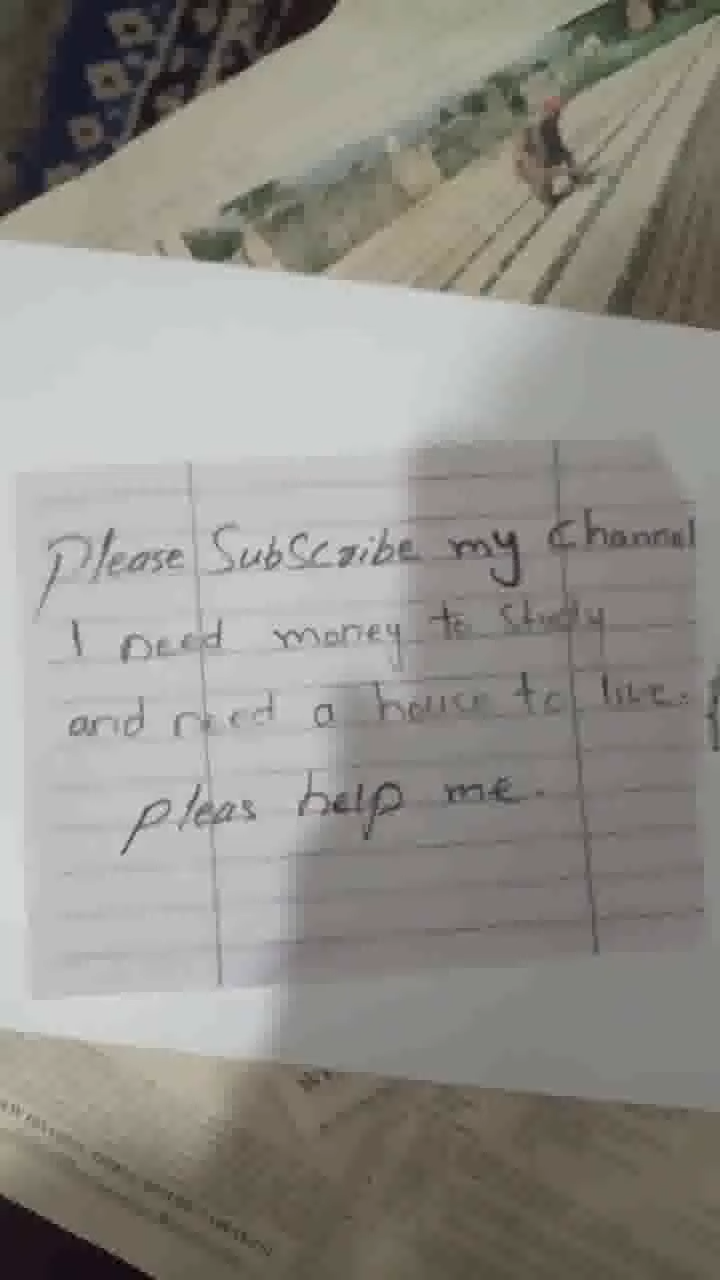 Please Subscribe my channel
I need money to study
and need a house to live.
pleas help me.